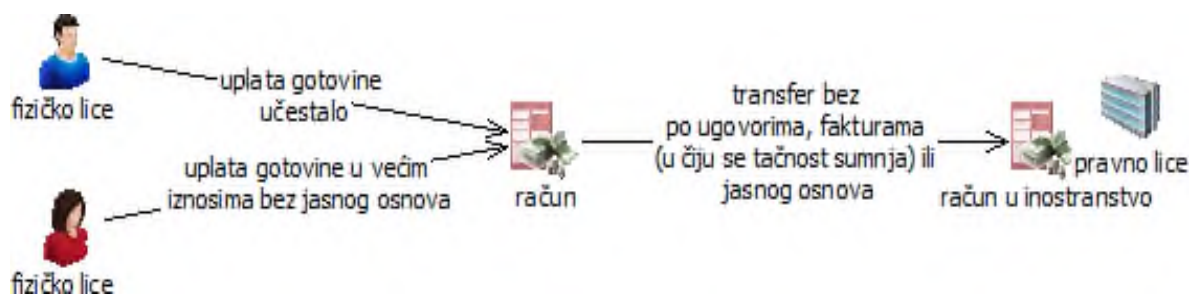 fizičko lice
uplata gotovine
učestalo
uplata gotovine u većim
iznosima bez jasnog osnova
fizičko lice
račun
transfer bez
po ugovorima, fakturama
(u čiju se tačnost sumnja) ili
jasnog osnova
pravno lice
račun u inostranstvo